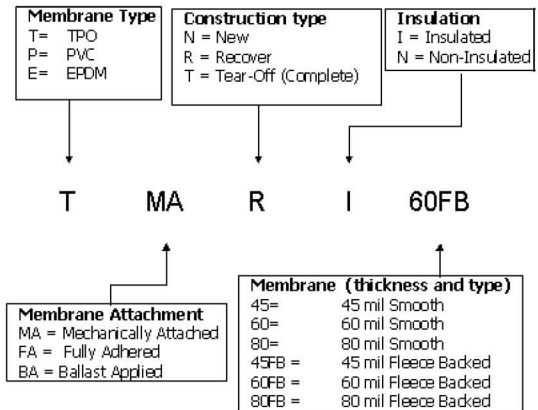 Membrane Type
T= TPO
P= PVC
E= EPDM
Construction type
N = New
R = Recover
T = Tear-Off (Complete)
Insulation
I = Insulated
N = Non-Insulated
T MA R I 60FB
Membrane Attachment
MA = Mechanically Attached
FA = Fully Adhered
BA = Ballast Applied
Membrane (thickness and type)
45= 45 mil Smooth
60= 60 mil Smooth
80= 80 mil Smooth
45FB = 45 mil Fleece Backed
60FB = 60 mil Fleece Backed
80FB = 80 mil Fleece Backed